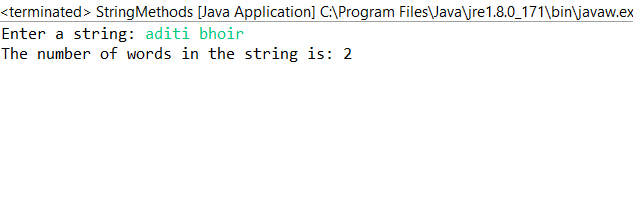 <terminated> StringMethods [Java Application] C:\Program Files\Java\jre1.8.0_171\bin\javaw.ex
Enter a string: aditi bhoir
The number of words in the string is: 2